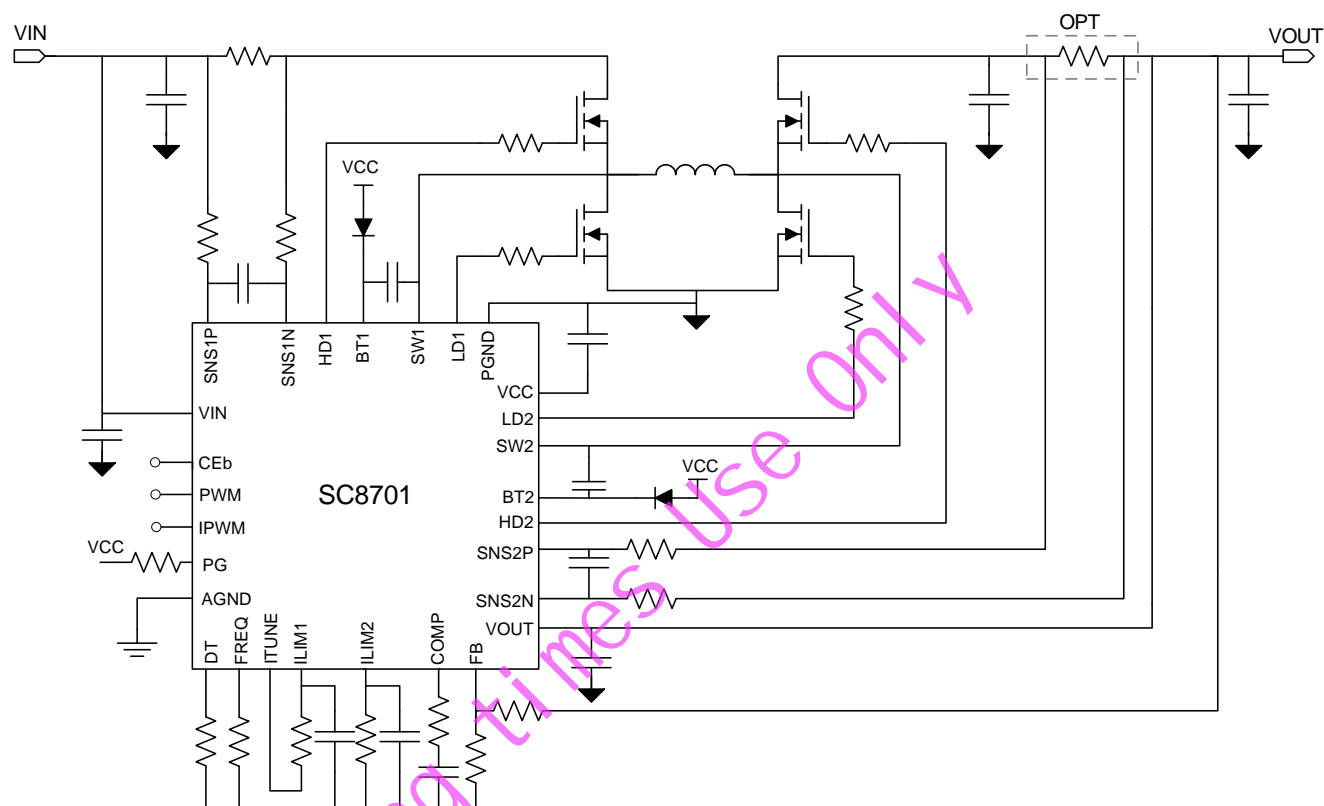 OPT
VIN
VOUT
VCC
SNS1P
SNS1N
HD1
BT1
SW1
LD1
PGND
VCC
VIN
LD2
SW2
CEb
VCC
PWM
SC8701
BT2
IPWM
HD2
VCC
PG
SNS2P
AGND
SNS2N
VOUT
DT
FREQ
ITUNE
ILIM1
ILIM2
COMP
FB
times Use Only